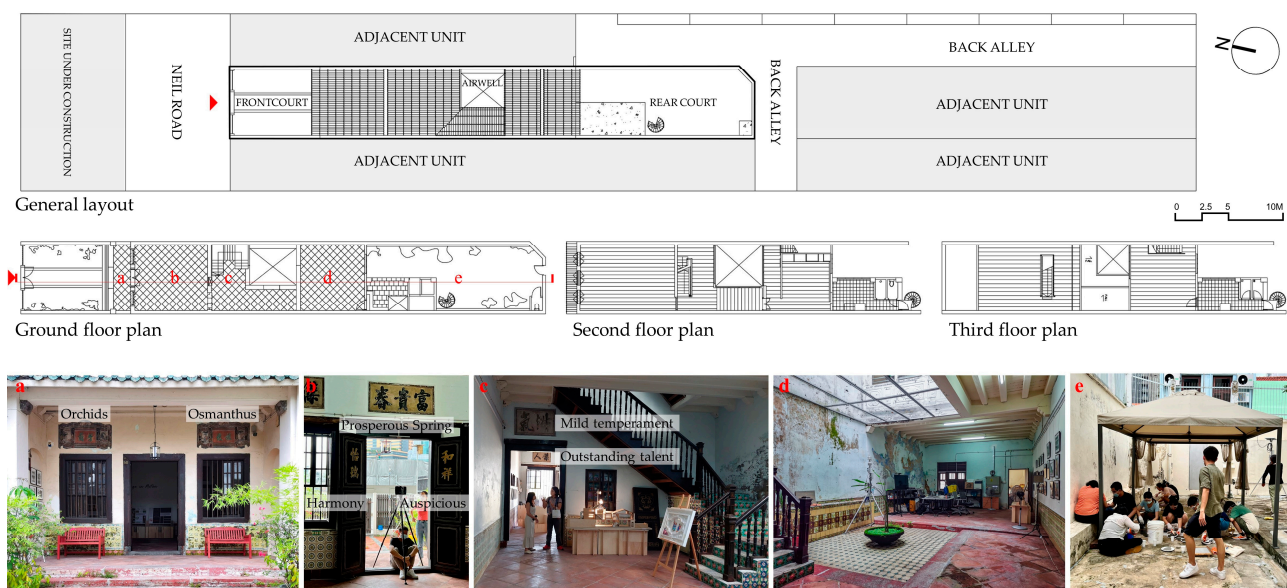 SITE UNDER CONSTRUCTION
NEIL ROAD
ADJACENT UNIT
FRONTCOURT
AIRWELL
REAR COURT
ADJACENT UNIT
BACK ALLEY
BACK ALLEY
ADJACENT UNIT
ADJACENT UNIT
N
General layout
0 2.5 5 10M
a b c d e
Ground floor plan
Second floor plan
Third floor plan
a
Orchids
Osmanthus
b
富貴春
Prosperous Spring
和祥
Harmony
Auspicious
c
Mild temperament
Outstanding talent
d
e